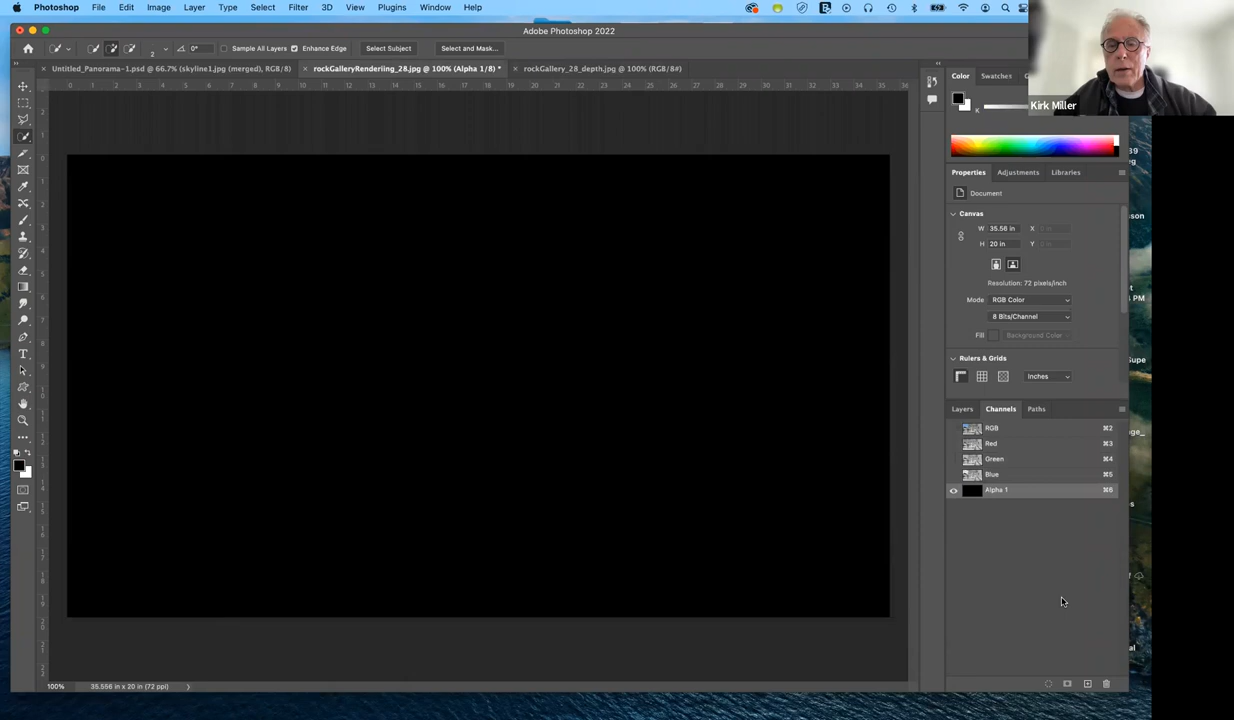 Photoshop File Edit Image Layer Type Select Filter 3D View Plugins Window Help
Adobe Photoshop 2022
2 0° Sample All Layers Enhance Edge Select Subject Select and Mask...
Untitled_Panorama-1.psd @ 66.7% (skyline1.jpg (merged), RGB/8) rockGalleryRenderiing_28.jpg @ 100% (Alpha 1/8) * rockGallery_28_depth.jpg @ 100% (RGB/8#)
Color Swatches
K
Kirk Miller
Properties Adjustments Libraries
Document
Canvas
W 35.56 in X
H 20 in Y
Resolution: 72 pixels/inch
Mode RGB Color
8 Bits/Channel
Fill Background Color
Rulers & Grids
Inches
Layers Channels Paths
RGB ⌘2
Red ⌘3
Green ⌘4
Blue ⌘5
Alpha 1 ⌘6
100% 35.556 in x 20 in (72 ppi)